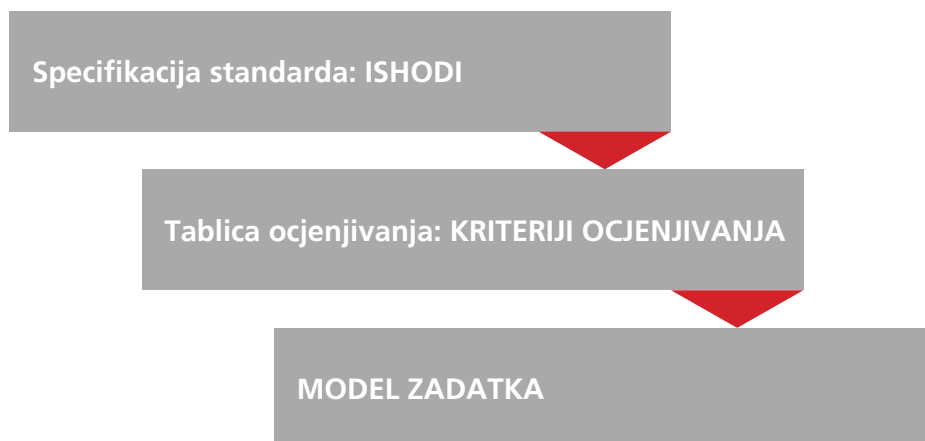 Specifikacija standarda: ISHODI
Tablica ocjenjivanja: KRITERIJI OCJENJIVANJA
MODEL ZADATKA